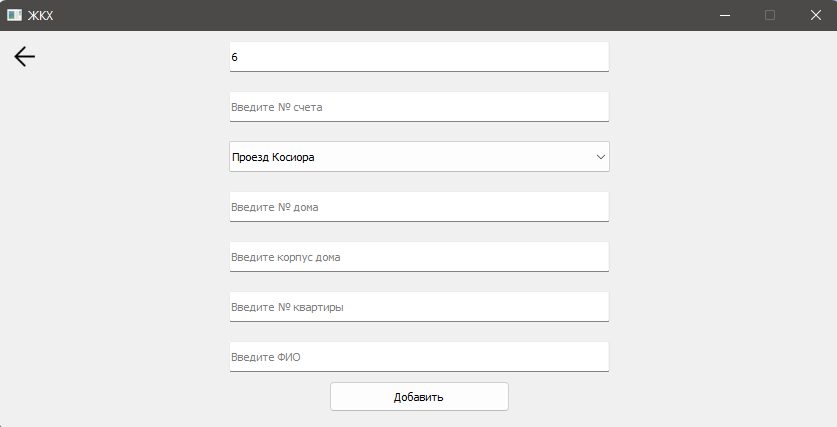 ЖКХ
6
Введите № счета
Проезд Косиора
Введите № дома
Введите корпус дома
Введите № квартиры
Введите ФИО
Добавить